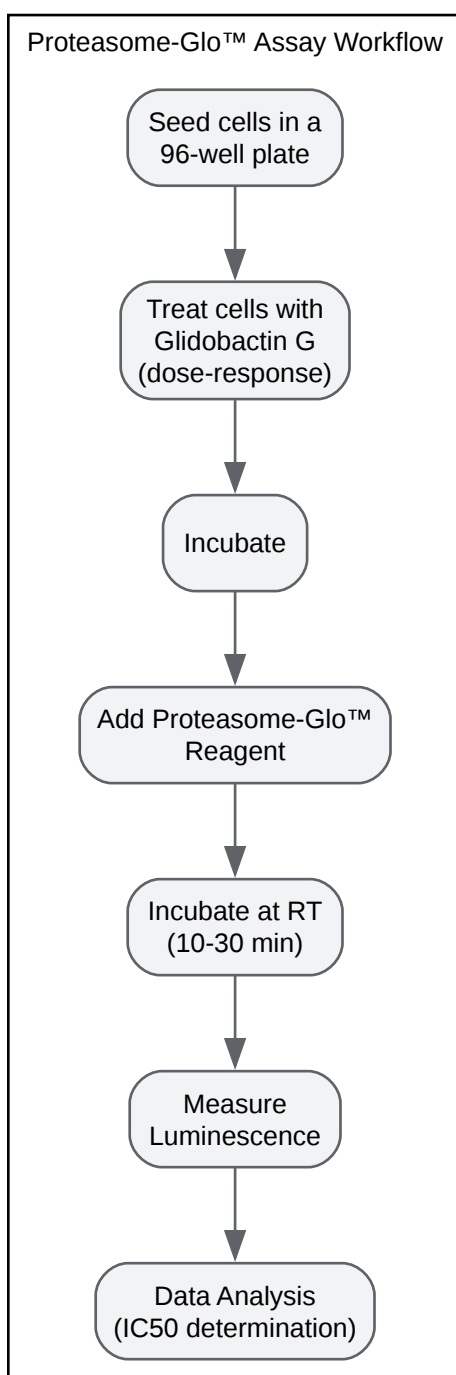 Proteasome-Glo™ Assay Workflow
Seed cells in a
96-well plate
Treat cells with
Glidobactin G
(dose-response)
Incubate
Add Proteasome-Glo™
Reagent
Incubate at RT
(10-30 min)
Measure
Luminescence
Data Analysis
(IC50 determination)